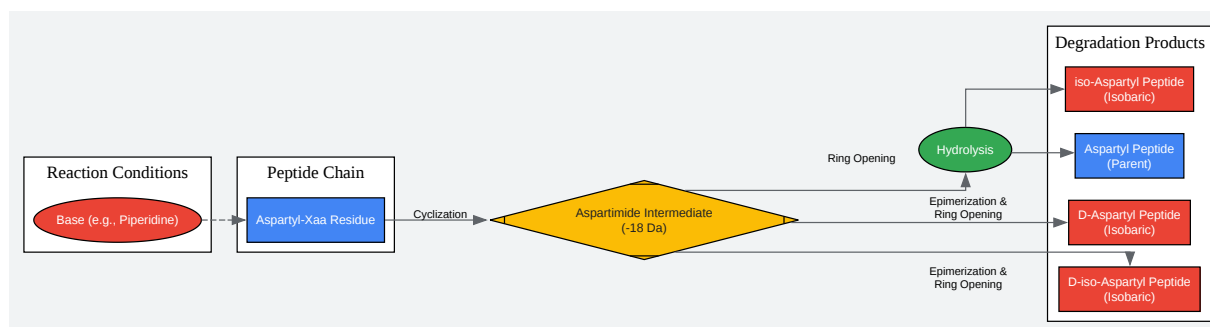 Reaction Conditions
Base (e.g., Piperidine)
Peptide Chain
Aspartyl-Xaa Residue
Cyclization
Aspartimide Intermediate
(-18 Da)
Ring Opening
Hydrolysis
Epimerization &
Ring Opening
Epimerization &
Ring Opening
Degradation Products
iso-Aspartyl Peptide
(Isobaric)
Aspartyl Peptide
(Parent)
D-Aspartyl Peptide
(Isobaric)
D-iso-Aspartyl Peptide
(Isobaric)